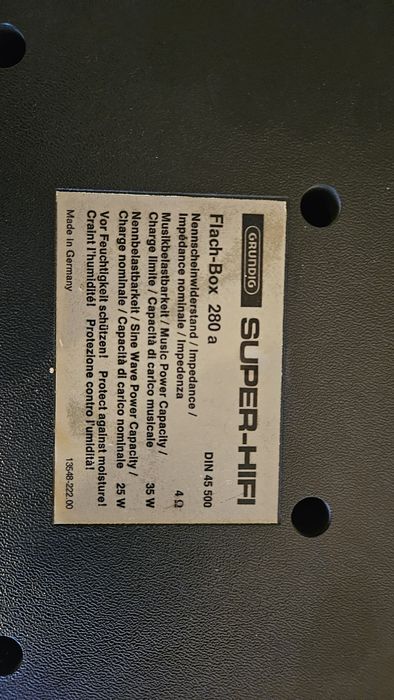 GRUNDIG SUPER-HIFI
Flach-Box 280 a DIN 45 500
Nennscheinwiderstand / Impedance /
Impédance nominale / Impedenza 4 Ω
Musikbelastbarkeit / Music Power Capacity /
Charge limite / Capacità di carico musicale 35 W
Nennbelastbarkeit / Sine Wave Power Capacity /
Charge nominale / Capacità di carico nominale 25 W
Vor Feuchtigkeit schützen! Protect against moisture!
Craint l'humidité! Protezione contro l'umidità!
Made in Germany 13548-222.00